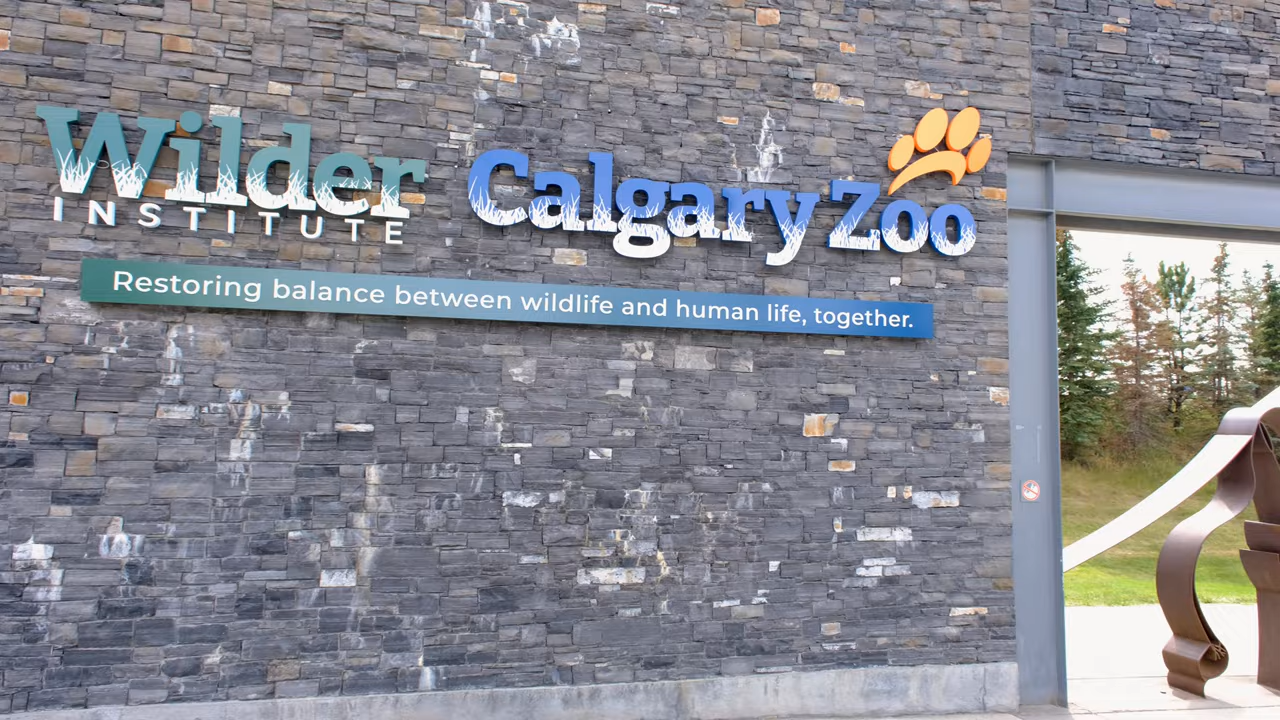 Wilder
INSTITUTE
Calgary Zoo
Restoring balance between wildlife and human life, together.